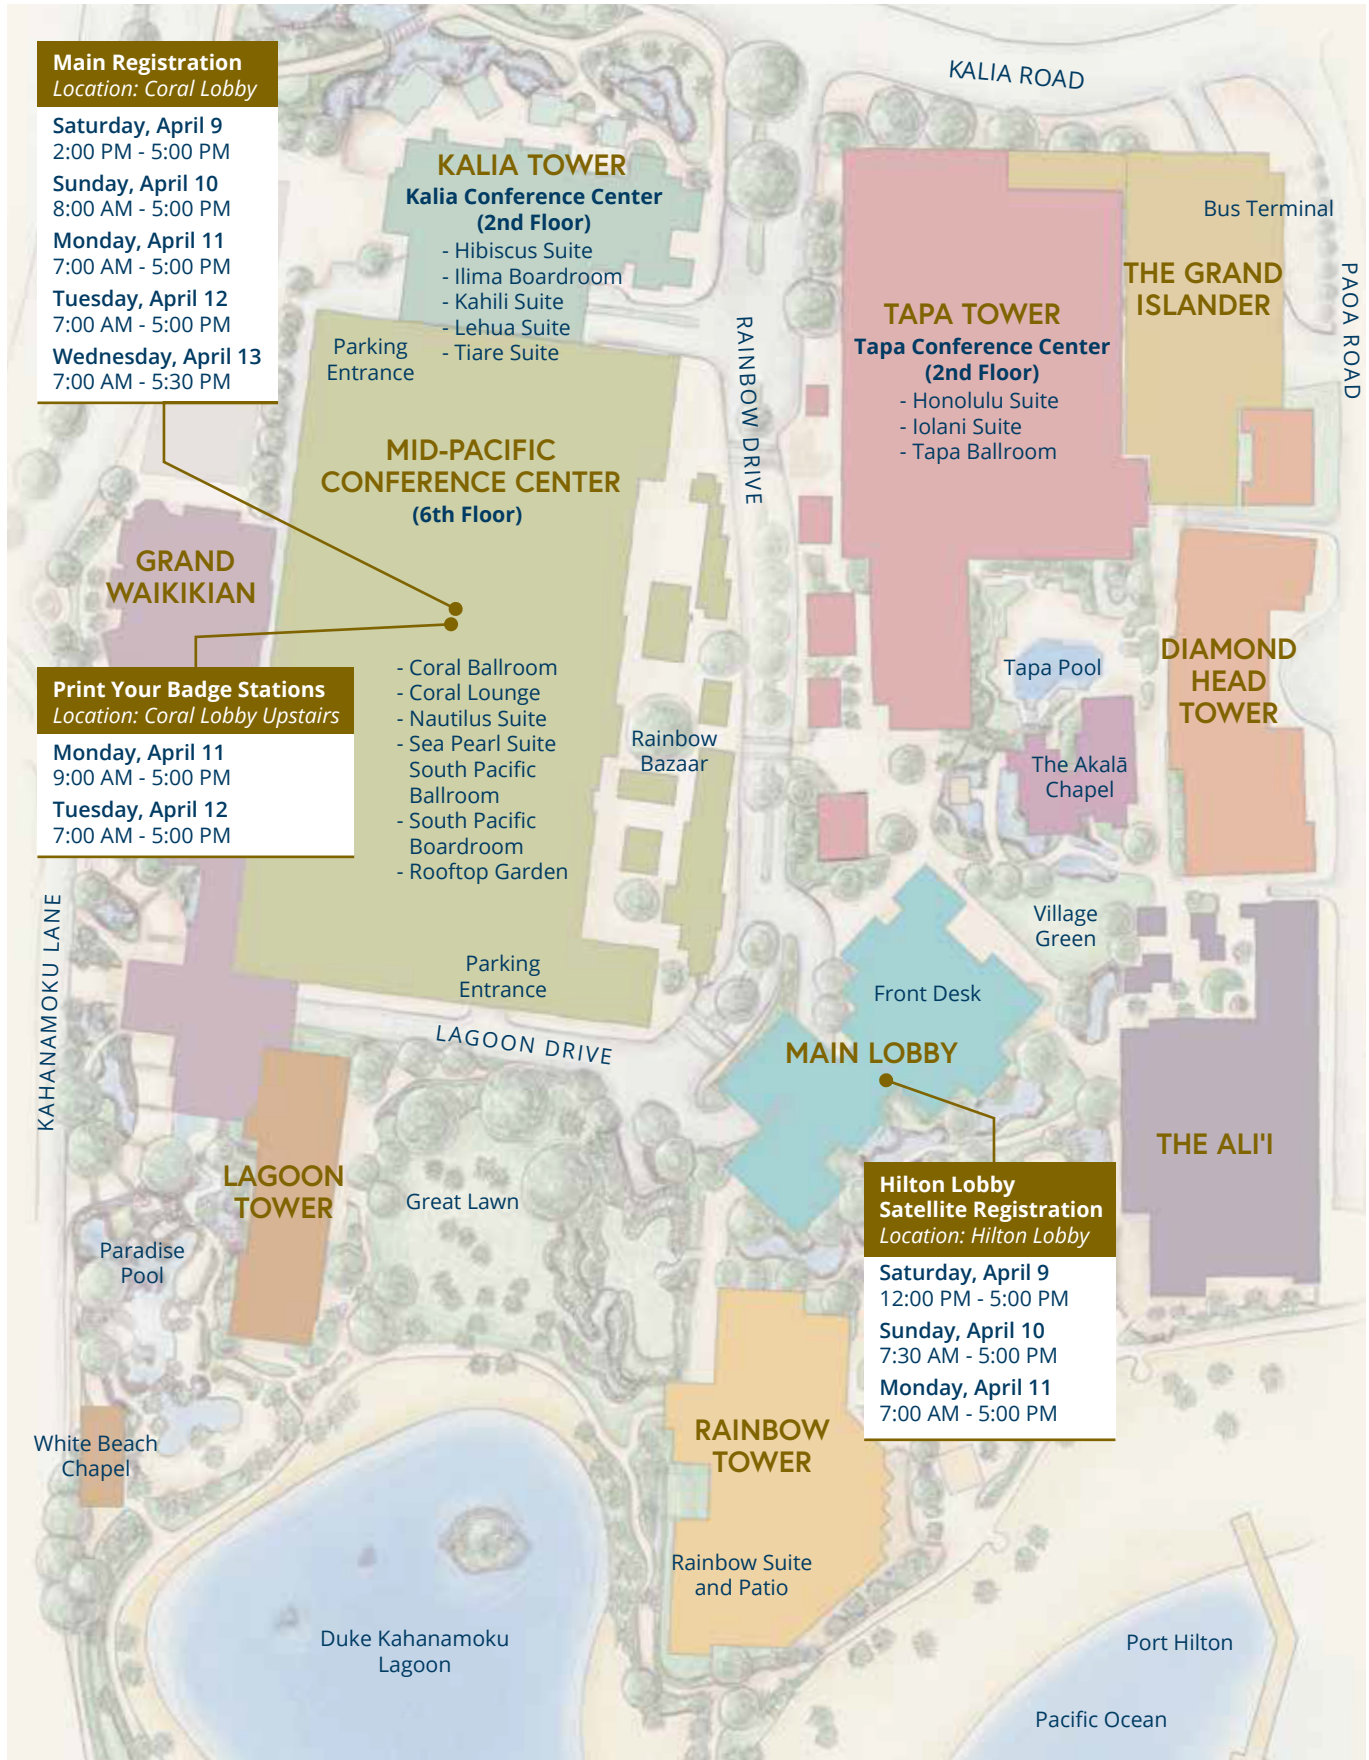 Main Registration
Location: Coral Lobby
Saturday, April 9
2:00 PM - 5:00 PM
Sunday, April 10
8:00 AM - 5:00 PM
Monday, April 11
7:00 AM - 5:00 PM
Tuesday, April 12
7:00 AM - 5:00 PM
Wednesday, April 13
7:00 AM - 5:30 PM
KALIA ROAD
KALIA TOWER
Kalia Conference Center
(2nd Floor)
- Hibiscus Suite
- Ilima Boardroom
- Kahili Suite
- Lehua Suite
- Tiare Suite
Parking
Entrance
RAINBOW DRIVE
TAPA TOWER
Tapa Conference Center
(2nd Floor)
- Honolulu Suite
- Iolani Suite
- Tapa Ballroom
Bus Terminal
THE GRAND
ISLANDER
PAOA ROAD
MID-PACIFIC
CONFERENCE CENTER
(6th Floor)
GRAND
WAIKIKIAN
Print Your Badge Stations
Location: Coral Lobby Upstairs
Monday, April 11
9:00 AM - 5:00 PM
Tuesday, April 12
7:00 AM - 5:00 PM
- Coral Ballroom
- Coral Lounge
- Nautilus Suite
- Sea Pearl Suite
South Pacific
Ballroom
- South Pacific
Boardroom
- Rooftop Garden
Rainbow
Bazaar
Tapa Pool
DIAMOND
HEAD
TOWER
The Akalā
Chapel
Village
Green
KAHANAMOKU LANE
Parking
Entrance
LAGOON DRIVE
Front Desk
MAIN LOBBY
THE ALI'I
LAGOON
TOWER
Great Lawn
Paradise
Pool
Hilton Lobby
Satellite Registration
Location: Hilton Lobby
Saturday, April 9
12:00 PM - 5:00 PM
Sunday, April 10
7:30 AM - 5:00 PM
Monday, April 11
7:00 AM - 5:00 PM
White Beach
Chapel
RAINBOW
TOWER
Rainbow Suite
and Patio
Duke Kahanamoku
Lagoon
Port Hilton
Pacific Ocean